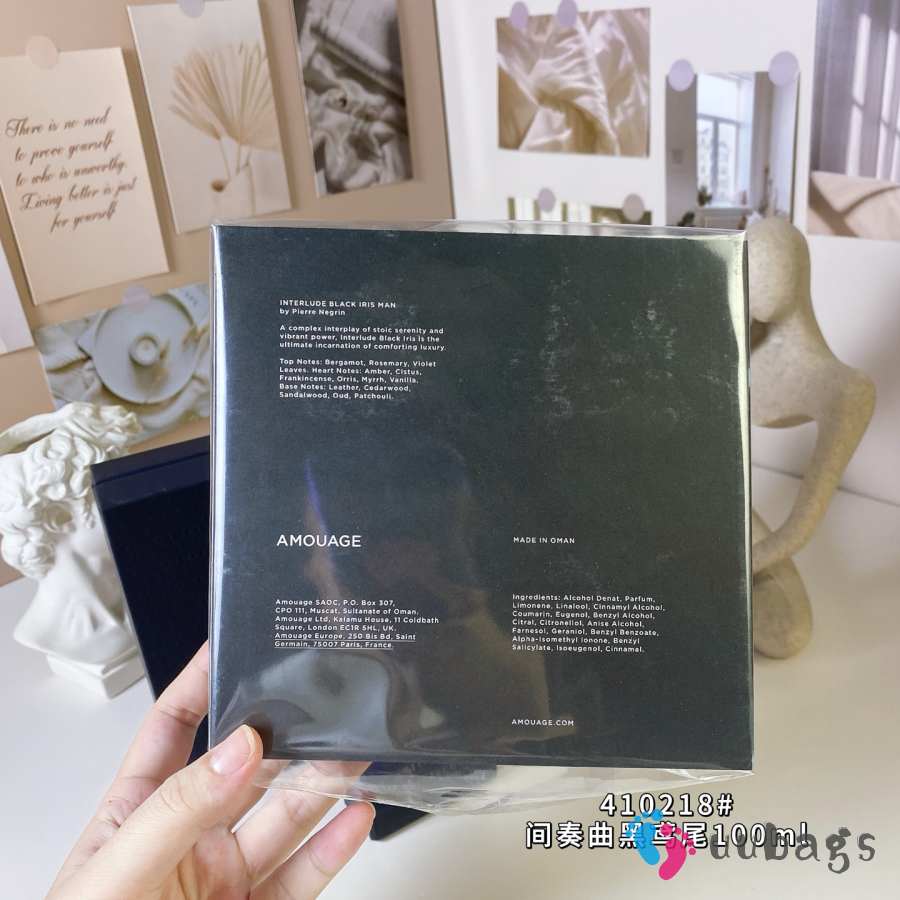 There is no need
to prove yourself
to who is unworthy.
Living better is just
for yourself
INTERLUDE BLACK IRIS MAN
by Pierre Negrin
A complex interplay of stoic serenity and
vibrant power, Interlude Black Iris is the
ultimate incarnation of comforting luxury.
Top Notes: Bergamot, Rosemary, Violet
Leaves. Heart Notes: Amber, Cistus,
Frankincense, Orris, Myrrh, Vanilla.
Base Notes: Leather, Cedarwood,
Sandalwood, Oud, Patchouli.
AMOUAGE
MADE IN OMAN
Amouage SAOC, P.O. Box 307,
CPO 111, Muscat, Sultanate of Oman.
Amouage Ltd, Kalamu House, 11 Coldbath
Square, London EC1R 5HL, UK.
Amouage Europe, 250 Bis Bd, Saint
Germain, 75007 Paris, France.
Ingredients: Alcohol Denat, Parfum,
Limonene, Linalool, Cinnamyl Alcohol,
Coumarin, Eugenol, Benzyl Alcohol,
Citral, Citronellol, Anise Alcohol,
Farnesol, Geraniol, Benzyl Benzoate,
Alpha-Isomethyl Ionone, Benzyl
Salicylate, Isoeugenol, Cinnamal.
AMOUAGE.COM
410218#
间奏曲黑鸢尾100ml
uubags